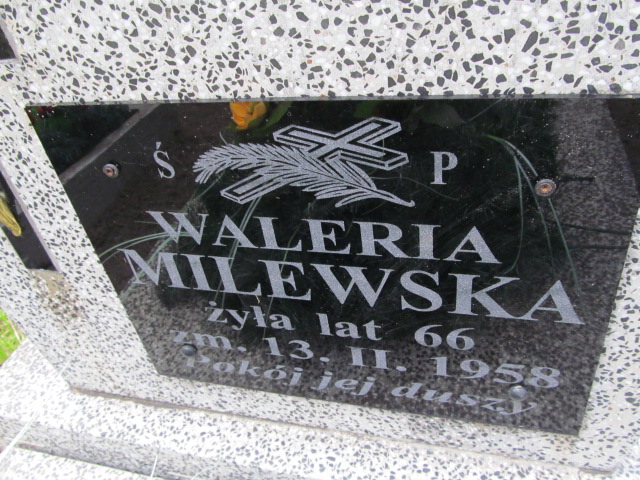 Ś P
WALERIA
MILEWSKA
żyła lat 66
zm. 13. II. 1958
Pokój jej duszy